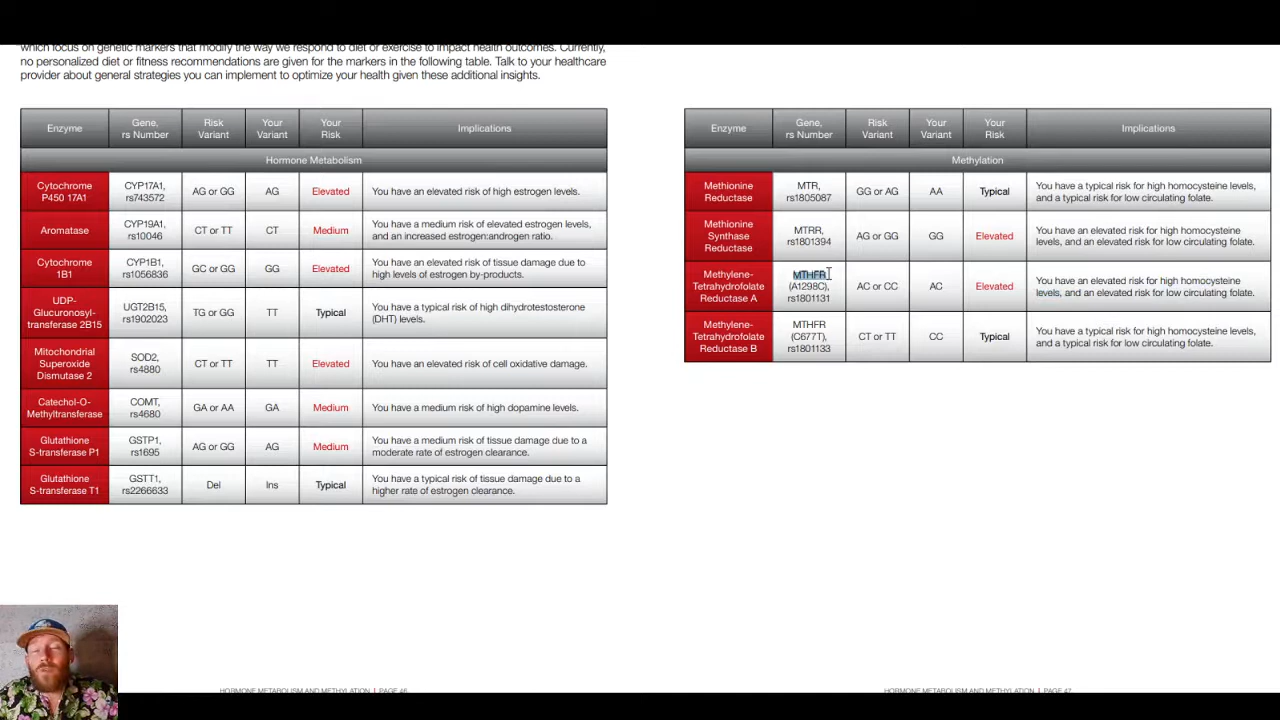 which focus on genetic markers that modify the way we respond to diet or exercise to impact health outcomes. Currently,
no personalized diet or fitness recommendations are given for the markers in the following table. Talk to your healthcare
provider about general strategies you can implement to optimize your health given these additional insights.
Enzyme
Gene,
rs Number
Risk
Variant
Your
Variant
Your
Risk
Implications
Hormone Metabolism
Cytochrome
P450 17A1
CYP17A1,
rs743572
AG or GG
AG
Elevated
You have an elevated risk of high estrogen levels.
Aromatase
CYP19A1,
rs10046
CT or TT
CT
Medium
You have a medium risk of elevated estrogen levels,
and an increased estrogen:androgen ratio.
Cytochrome
1B1
CYP1B1,
rs1056836
GC or GG
GG
Elevated
You have an elevated risk of tissue damage due to
high levels of estrogen by-products.
UDP-
Glucuronosyl-
transferase 2B15
UGT2B15,
rs1902023
TG or GG
TT
Typical
You have a typical risk of high dihydrotestosterone
(DHT) levels.
Mitochondrial
Superoxide
Dismutase 2
SOD2,
rs4880
CT or TT
TT
Elevated
You have an elevated risk of cell oxidative damage.
Catechol-O-
Methyltransferase
COMT,
rs4680
GA or AA
GA
Medium
You have a medium risk of high dopamine levels.
Glutathione
S-transferase P1
GSTP1,
rs1695
AG or GG
AG
Medium
You have a medium risk of tissue damage due to a
moderate rate of estrogen clearance.
Glutathione
S-transferase T1
GSTT1,
rs2266633
Del
Ins
Typical
You have a typical risk of tissue damage due to a
higher rate of estrogen clearance.
HORMONE METABOLISM AND METHYLATION | PAGE 46
Enzyme
Gene,
rs Number
Risk
Variant
Your
Variant
Your
Risk
Implications
Methylation
Methionine
Reductase
MTR,
rs1805087
GG or AG
AA
Typical
You have a typical risk for high homocysteine levels,
and a typical risk for low circulating folate.
Methionine
Synthase
Reductase
MTRR,
rs1801394
AG or GG
GG
Elevated
You have an elevated risk for high homocysteine
levels, and an elevated risk for low circulating folate.
Methylene-
Tetrahydrofolate
Reductase A
MTHFR
(A1298C),
rs1801131
AC or CC
AC
Elevated
You have an elevated risk for high homocysteine
levels, and an elevated risk for low circulating folate.
Methylene-
Tetrahydrofolate
Reductase B
MTHFR
(C677T),
rs1801133
CT or TT
CC
Typical
You have a typical risk for high homocysteine levels,
and a typical risk for low circulating folate.
HORMONE METABOLISM AND METHYLATION | PAGE 47